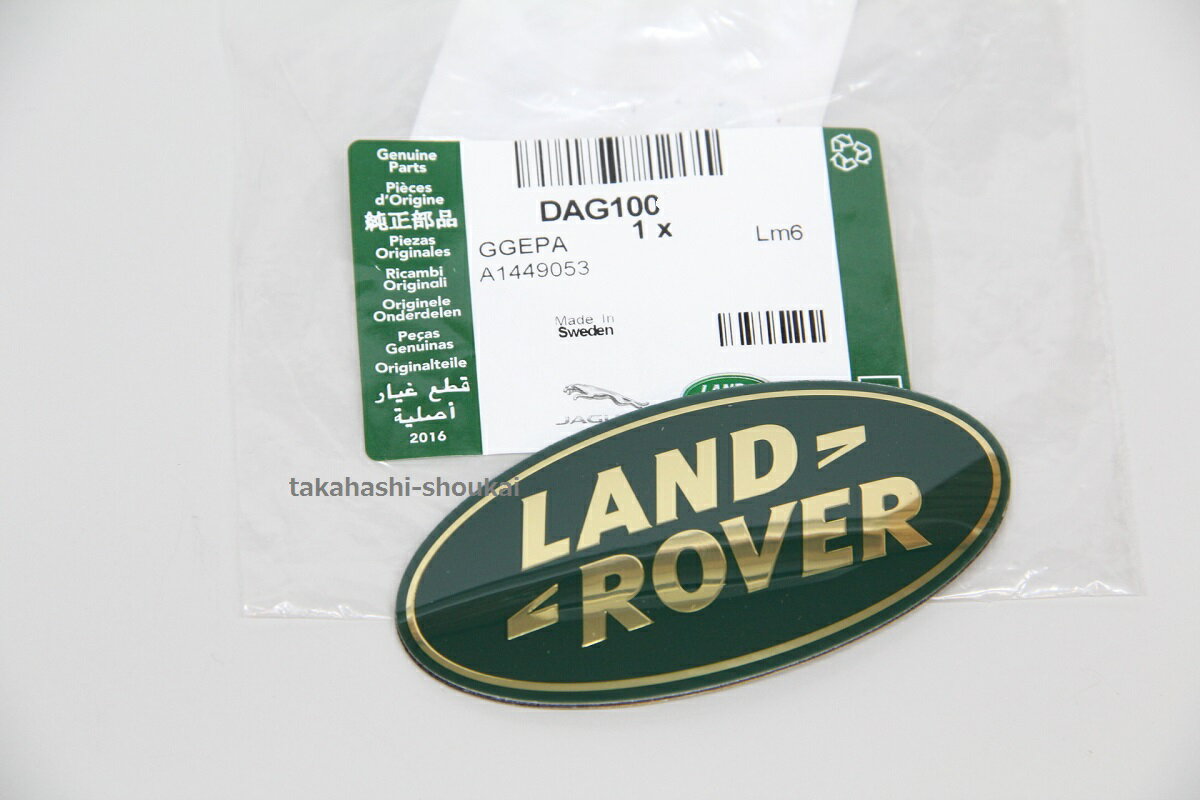 Genuine
Parts
Pièces
d'Origine
純正部品
Piezas
Originales
Ricambi
Originali
Originele
Onderdelen
Peças
Genuinas
Originalteile
قطع غيار
أصلية
2016
DAG100
1 x
GGEPA
Lm6
A1449053
Made In
Sweden
LAND
takahashi-shoukai
LAND
ROVER